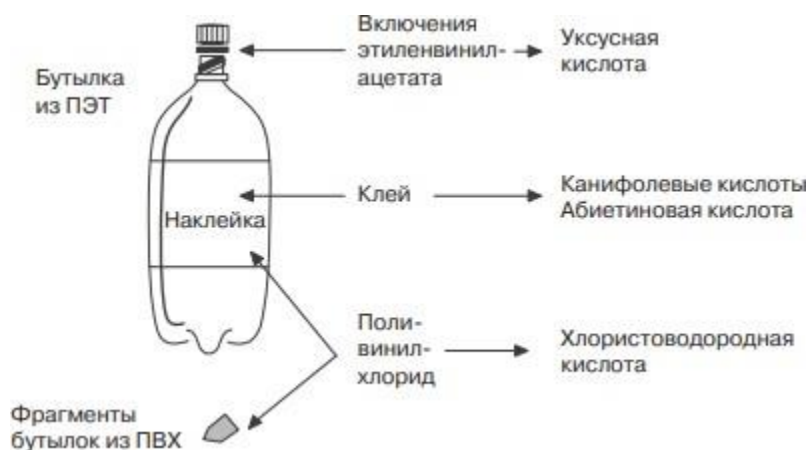 Бутылка
из ПЭТ
Включения
этиленвинил-
ацетата
Уксусная
кислота
Наклейка
Клей
Канифолевые кислоты
Абиетиновая кислота
Поли-
винил-
хлорид
Хлористоводородная
кислота
Фрагменты
бутылок из ПВХ